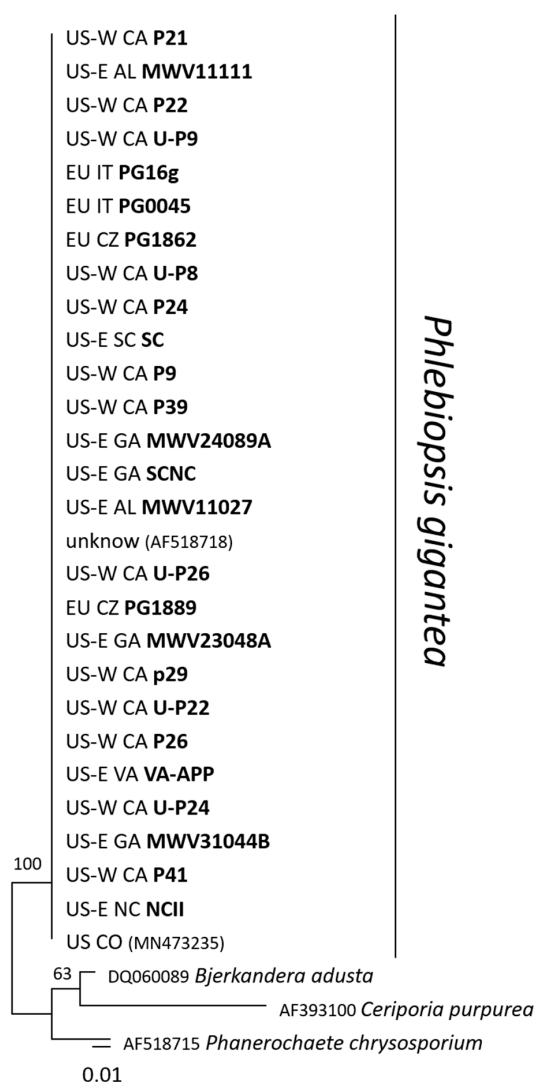 US-W CA P21
US-E AL MWV11111
US-W CA P22
US-W CA U-P9
EU IT PG16g
EU IT PG0045
EU CZ PG1862
US-W CA U-P8
US-W CA P24
US-E SC SC
US-W CA P9
US-W CA P39
US-E GA MWV24089A
US-E GA SCNC
US-E AL MWV11027
unknow (AF518718)
US-W CA U-P26
EU CZ PG1889
US-E GA MWV23048A
US-W CA p29
US-W CA U-P22
US-W CA P26
US-E VA VA-APP
US-W CA U-P24
US-E GA MWV31044B
US-W CA P41
US-E NC NCII
US CO (MN473235)
Phlebiopsis gigantea
100
63
DQ060089 Bjerkandera adusta
AF393100 Ceriporia purpurea
AF518715 Phanerochaete chrysosporium
0.01